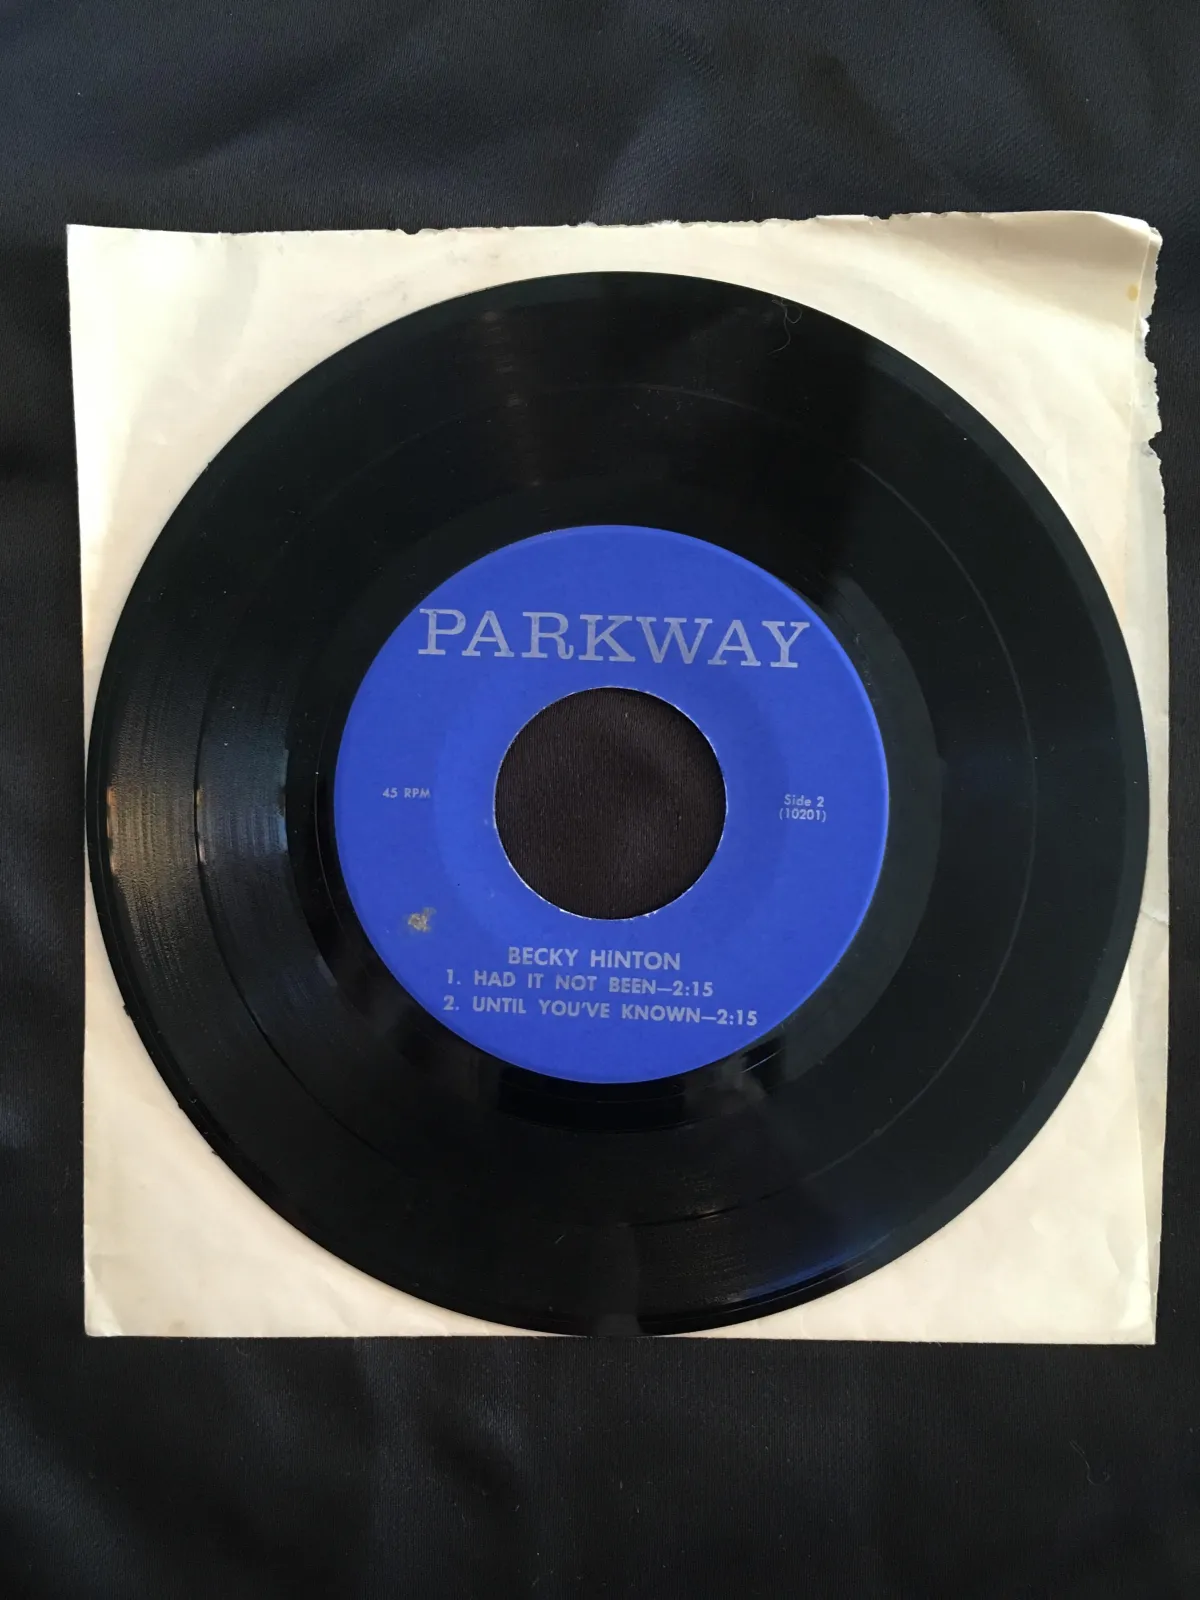 PARKWAY
45 RPM
Side 2
(10201)
BECKY HINTON
1. HAD IT NOT BEEN—2:15
2. UNTIL YOU'VE KNOWN—2:15